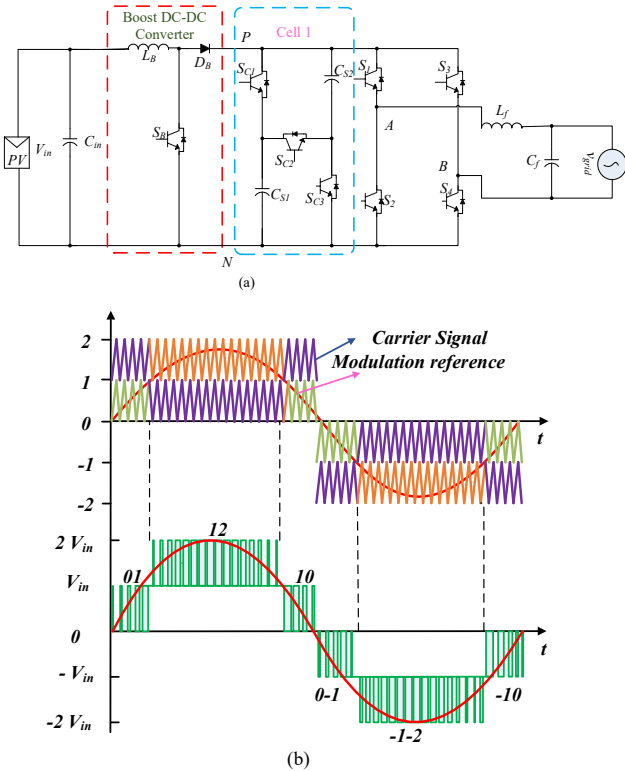 Boost DC-DC
Converter
Cell 1
P
L_B
D_B
S_C1
C_S2
S_1
S_3
PV
V_in
C_in
S_B
S_C2
A
L_f
B
C_f
V_grid
C_S1
S_C3
S_2
S_4
N
(a)
2
1
0
-1
-2
Carrier Signal
Modulation reference
t
2 V_in
V_in
0
- V_in
-2 V_in
01
12
10
0-1
-1-2
-10
t
(b)